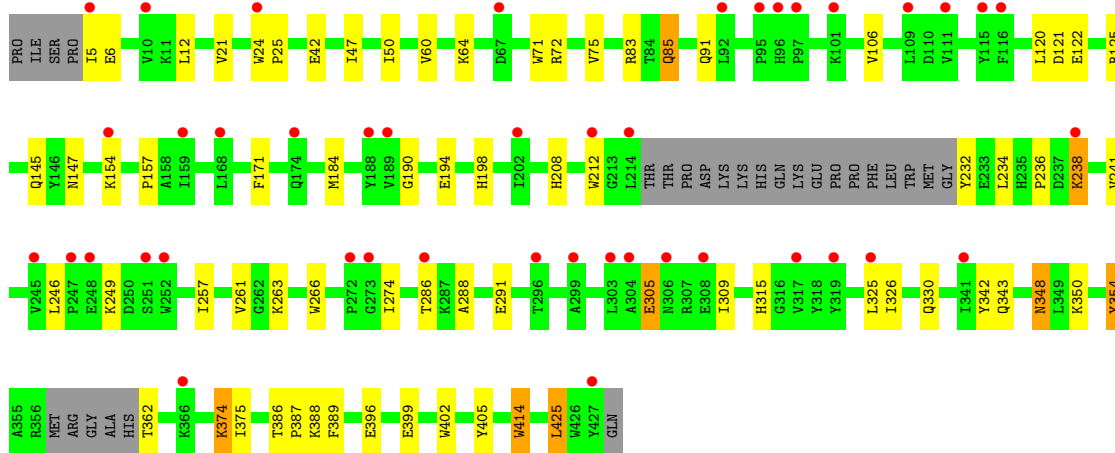 PRO ILE SER PRO I5 E6 V10 K11 L12 V21 W24 P25 E42 I47 I50 V60 K64 D67 W71 R72 V75 R83 T84 Q85 Q91 L92 P95 H96 P97 K101 V106 L109 D110 V111 Y115 F116 L120 D121 E122
Q145 Y146 N147 K154 P157 A158 I159 L168 F171 Q174 M184 Y188 V189 G190 E194 H198 I202 H208 W212 G213 L214 THR THR PRO ASP LYS LYS HIS GLN LYS GLU PRO PRO PHE LEU TRP MET GLY Y232 E233 L234 H235 P236 D237 K238
V245 L246 P247 E248 K249 D250 S251 W252 I257 V261 G262 K263 W266 P272 G273 I274 T286 K287 A288 E291 T296 A299 L303 A304 E305 N306 R307 E308 I309 H315 G316 V317 Y318 Y319 L325 I326 Q330 I341 Y342 Q343 N348 L349 K350
A355 R356 MET ARG GLY ALA HIS T362 K366 K374 I375 T386 P387 K388 F389 E396 E399 W402 Y405 W414 L425 W426 Y427 GLN